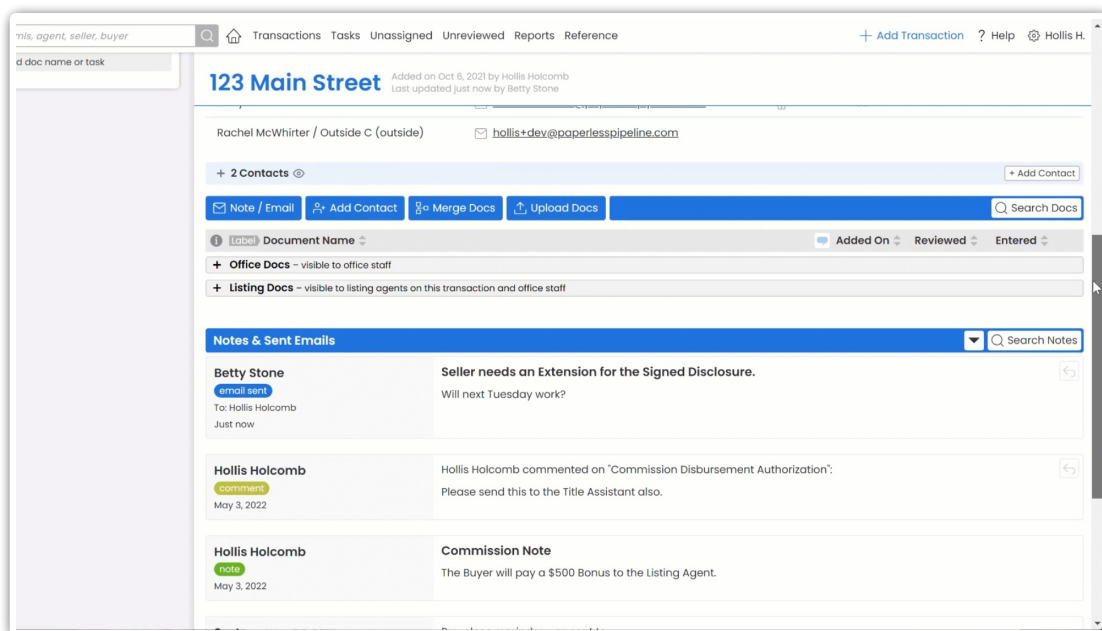 mls, agent, seller, buyer
Transactions Tasks Unassigned Unreviewed Reports Reference
+ Add Transaction ? Help Hollis H.
d doc name or task
123 Main Street
Added on Oct 6, 2021 by Hollis Holcomb
Last updated just now by Betty Stone
Rachel McWhirter / Outside C (outside) hollis+dev@paperlesspipeline.com
+ 2 Contacts
+ Add Contact
Note / Email
Add Contact
Merge Docs
Upload Docs
Search Docs
Label Document Name Added On Reviewed Entered
+ Office Docs - visible to office staff
+ Listing Docs - visible to listing agents on this transaction and office staff
Notes & Sent Emails
Search Notes
Betty Stone
email sent
To: Hollis Holcomb
Just now
Seller needs an Extension for the Signed Disclosure.
Will next Tuesday work?
Hollis Holcomb
comment
May 3, 2022
Hollis Holcomb commented on "Commission Disbursement Authorization":
Please send this to the Title Assistant also.
Hollis Holcomb
note
May 3, 2022
Commission Note
The Buyer will pay a $500 Bonus to the Listing Agent.